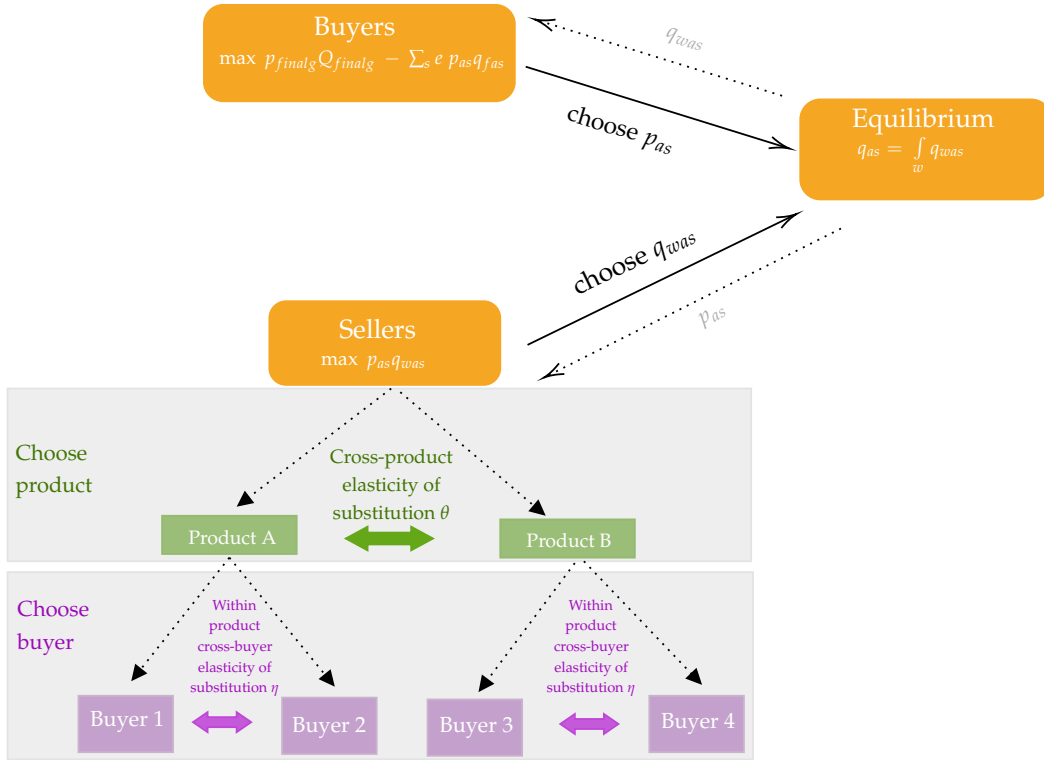 Buyers
max p_{finalg}Q_{finalg} − ∑_s e p_{as}q_{fas}
q_{was}
choose p_{as}
Equilibrium
q_{as} = ∫_w q_{was}
choose q_{was}
p_{as}
Sellers
max p_{as}q_{was}
Choose
product
Cross-product
elasticity of
substitution θ
Product A
Product B
Choose
buyer
Within
product
cross-buyer
elasticity of
substitution η
Within
product
cross-buyer
elasticity of
substitution η
Buyer 1
Buyer 2
Buyer 3
Buyer 4